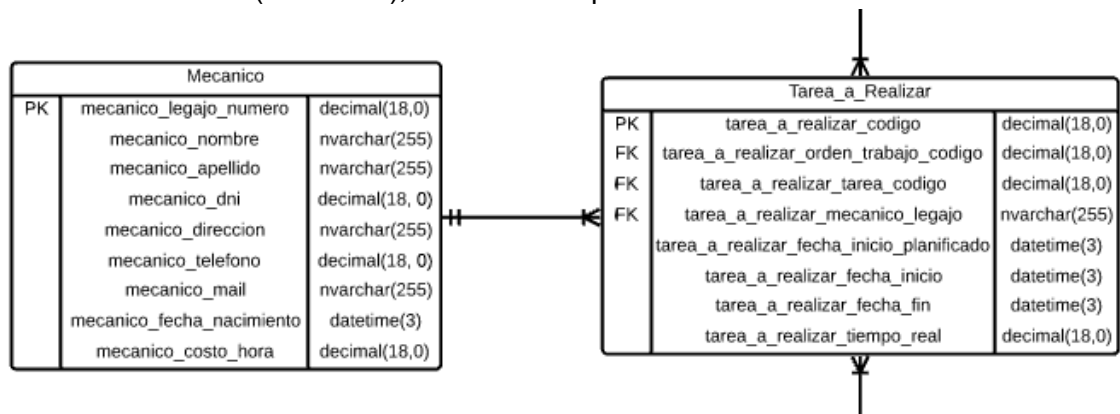 Mecanico
PK mecanico_legajo_numero decimal(18,0)
mecanico_nombre nvarchar(255)
mecanico_apellido nvarchar(255)
mecanico_dni decimal(18, 0)
mecanico_direccion nvarchar(255)
mecanico_telefono decimal(18, 0)
mecanico_mail nvarchar(255)
mecanico_fecha_nacimiento datetime(3)
mecanico_costo_hora decimal(18,0)
Tarea_a_Realizar
PK tarea_a_realizar_codigo decimal(18,0)
FK tarea_a_realizar_orden_trabajo_codigo decimal(18,0)
FK tarea_a_realizar_tarea_codigo decimal(18,0)
FK tarea_a_realizar_mecanico_legajo nvarchar(255)
tarea_a_realizar_fecha_inicio_planificado datetime(3)
tarea_a_realizar_fecha_inicio datetime(3)
tarea_a_realizar_fecha_fin datetime(3)
tarea_a_realizar_tiempo_real decimal(18,0)